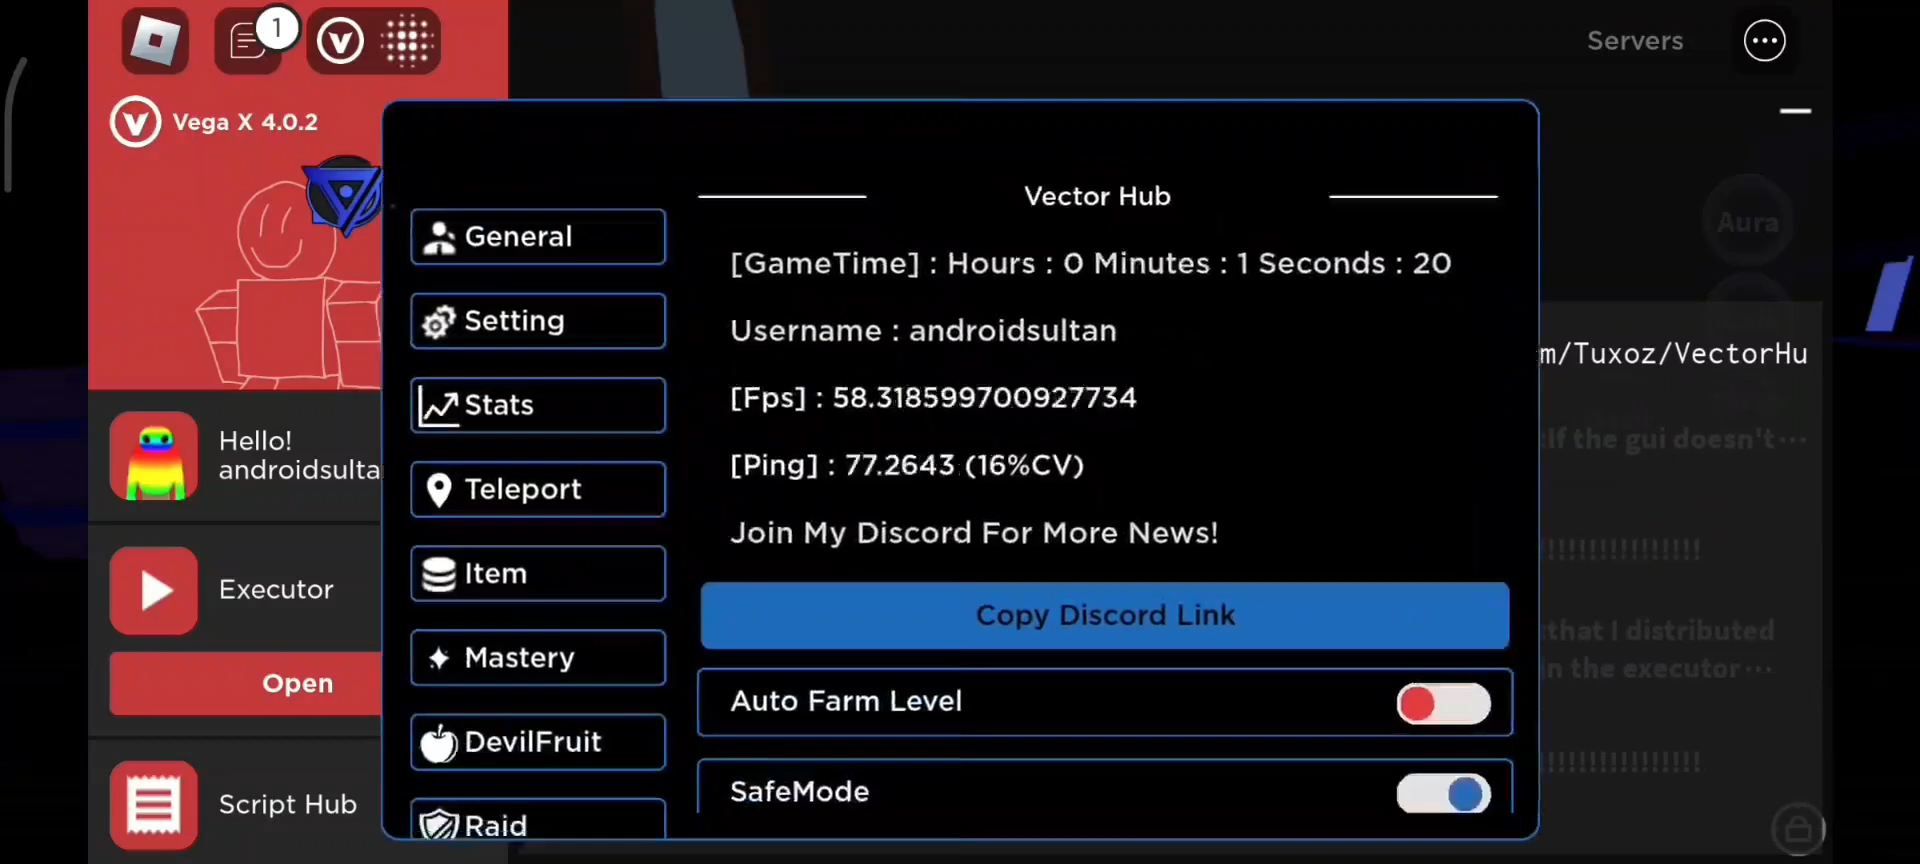 1
Servers
Vega X 4.0.2
Vector Hub
Aura
General
[GameTime] : Hours : 0 Minutes : 1 Seconds : 20
Setting
Username : androidsultan
m/Tuxoz/VectorHu
Stats
[Fps] : 58.318599700927734
Hello!
androidsulta
If the gui doesn't...
Teleport
[Ping] : 77.2643 (16%CV)
Join My Discord For More News!
!!!!!!!!!!!!!!!
Item
Executor
Copy Discord Link
that I distributed
Mastery
n the executor...
Open
Auto Farm Level
DevilFruit
!!!!!!!!!!!!!!!
SafeMode
Script Hub
Raid